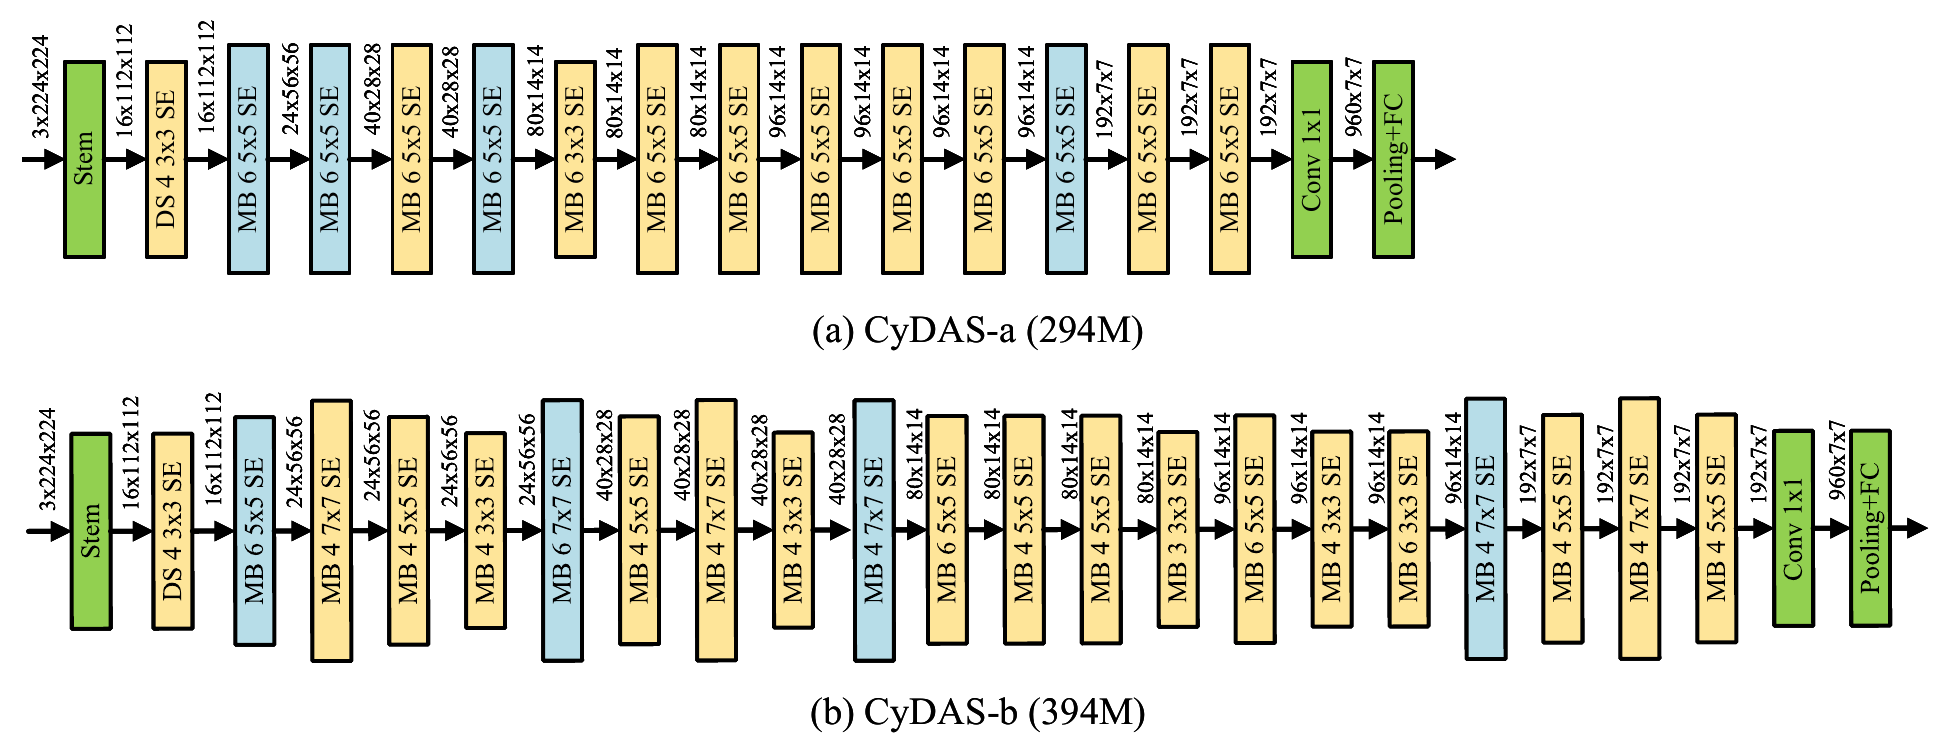 3x224x224
Stem
16x112x112
DS 4 3x3 SE
16x112x112
MB 6 5x5 SE
24x56x56
MB 6 5x5 SE
40x28x28
MB 6 5x5 SE
40x28x28
MB 6 5x5 SE
80x14x14
MB 6 3x3 SE
80x14x14
MB 6 5x5 SE
80x14x14
MB 6 5x5 SE
96x14x14
MB 6 5x5 SE
96x14x14
MB 6 5x5 SE
96x14x14
MB 6 5x5 SE
96x14x14
MB 6 5x5 SE
192x7x7
MB 6 5x5 SE
192x7x7
MB 6 5x5 SE
192x7x7
Conv 1x1
960x7x7
Pooling+FC
(a) CyDAS-a (294M)
3x224x224
Stem
16x112x112
DS 4 3x3 SE
16x112x112
MB 6 5x5 SE
24x56x56
MB 4 7x7 SE
24x56x56
MB 4 5x5 SE
24x56x56
MB 4 3x3 SE
24x56x56
MB 6 7x7 SE
40x28x28
MB 4 5x5 SE
40x28x28
MB 4 7x7 SE
40x28x28
MB 4 3x3 SE
40x28x28
MB 4 7x7 SE
80x14x14
MB 6 5x5 SE
80x14x14
MB 4 5x5 SE
80x14x14
MB 4 5x5 SE
80x14x14
MB 3 3x3 SE
96x14x14
MB 6 5x5 SE
96x14x14
MB 4 3x3 SE
96x14x14
MB 6 3x3 SE
96x14x14
MB 4 7x7 SE
192x7x7
MB 4 5x5 SE
192x7x7
MB 4 7x7 SE
192x7x7
MB 4 5x5 SE
192x7x7
Conv 1x1
960x7x7
Pooling+FC
(b) CyDAS-b (394M)